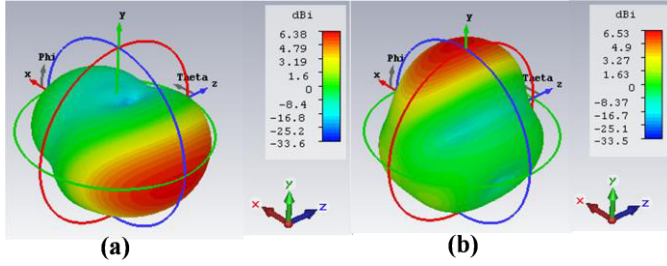 y
Phi
x
Theta
z
dBi
6.38
4.79
3.19
1.6
0
-8.4
-16.8
-25.2
-33.6
y
x
z
(a)
y
Phi
x
Theta
z
dBi
6.53
4.9
3.27
1.63
0
-8.37
-16.7
-25.1
-33.5
y
x
z
(b)